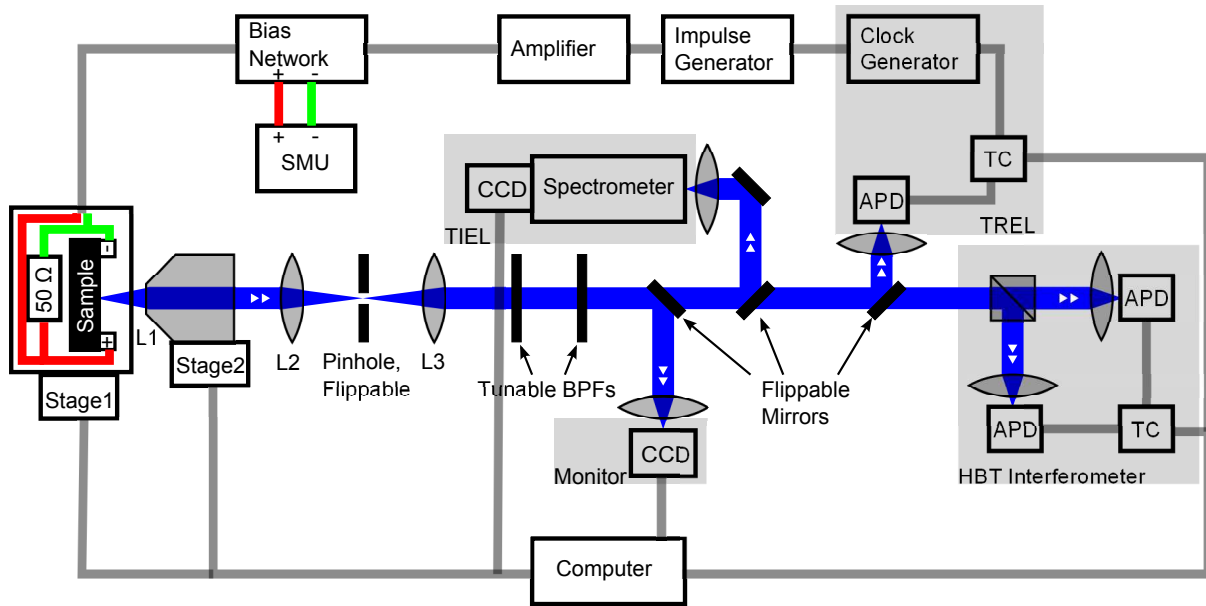 Bias
Network
+ -
+ -
SMU
Amplifier
Impulse
Generator
Clock
Generator
TC
APD
TREL
CCD
Spectrometer
TIEL
50 Ω
Sample
-
+
L1
Stage1
Stage2
L2
Pinhole,
Flippable
L3
Tunable BPFs
Flippable
Mirrors
CCD
Monitor
APD
APD
TC
HBT Interferometer
Computer